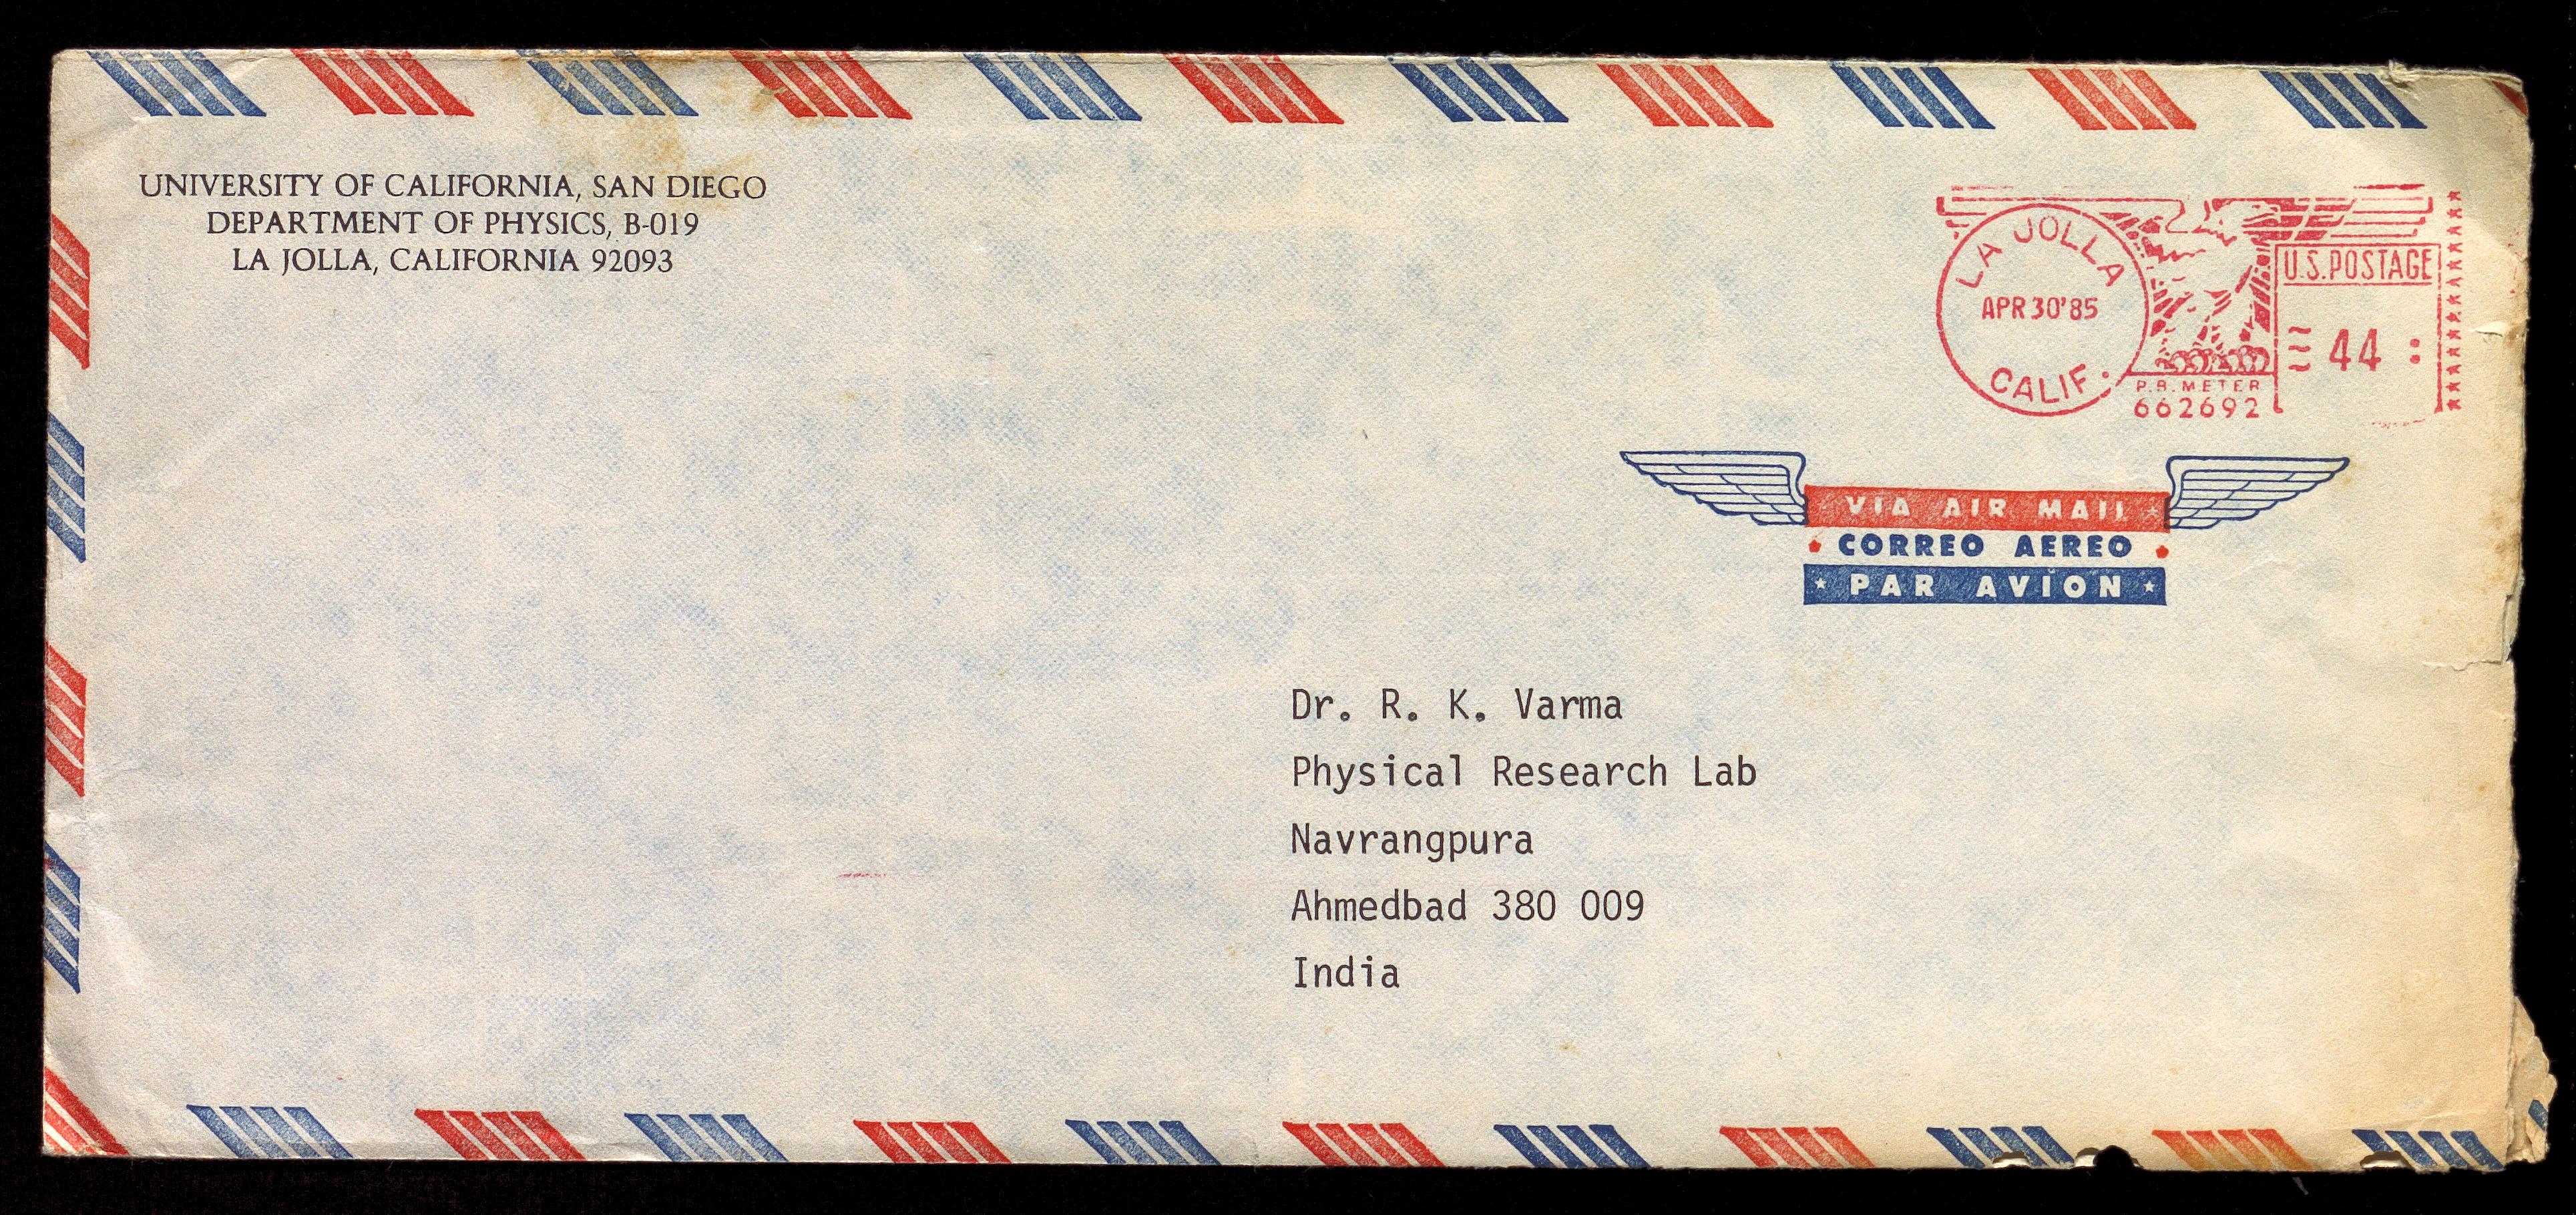 UNIVERSITY OF CALIFORNIA, SAN DIEGO
DEPARTMENT OF PHYSICS, B-019
LA JOLLA, CALIFORNIA 92093
LA JOLLA
APR 30 '85
CALIF.
U.S. POSTAGE
44
P.B. METER
662692
VIA AIR MAIL
CORREO AEREO
PAR AVION
Dr. R. K. Varma
Physical Research Lab
Navrangpura
Ahmedbad 380 009
India